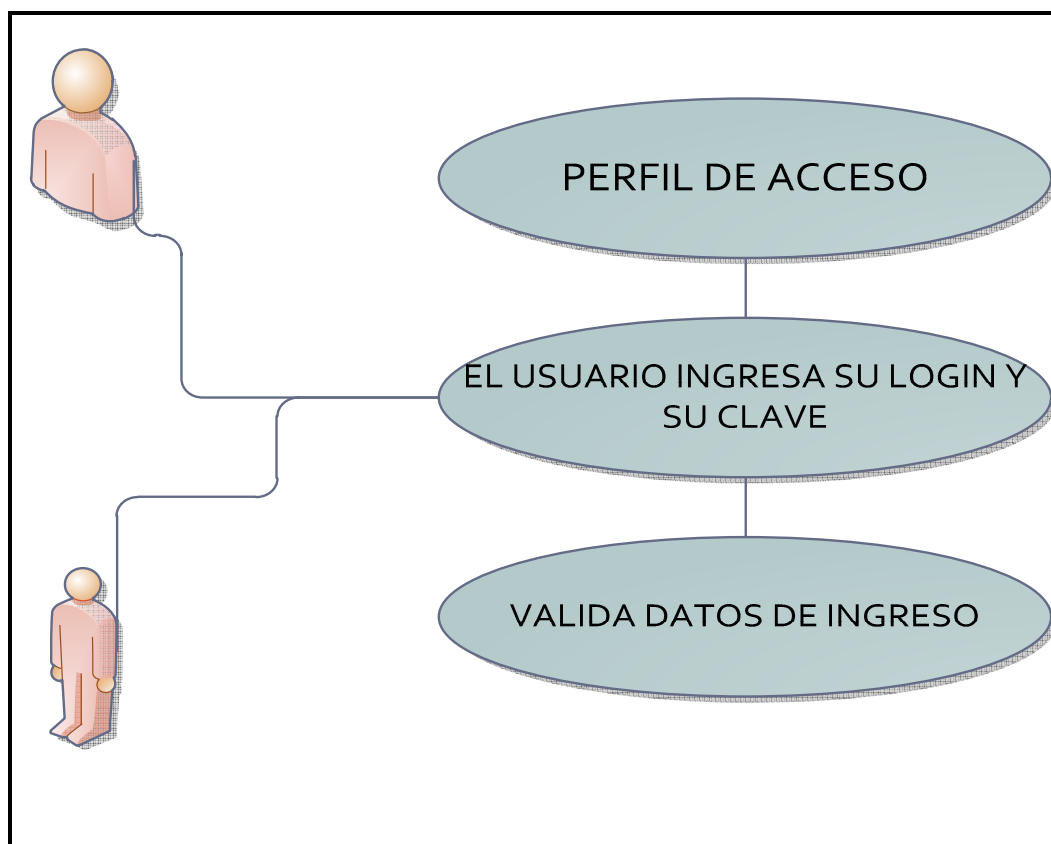 PERFIL DE ACCESO
EL USUARIO INGRESA SU LOGIN Y
SU CLAVE
VALIDA DATOS DE INGRESO